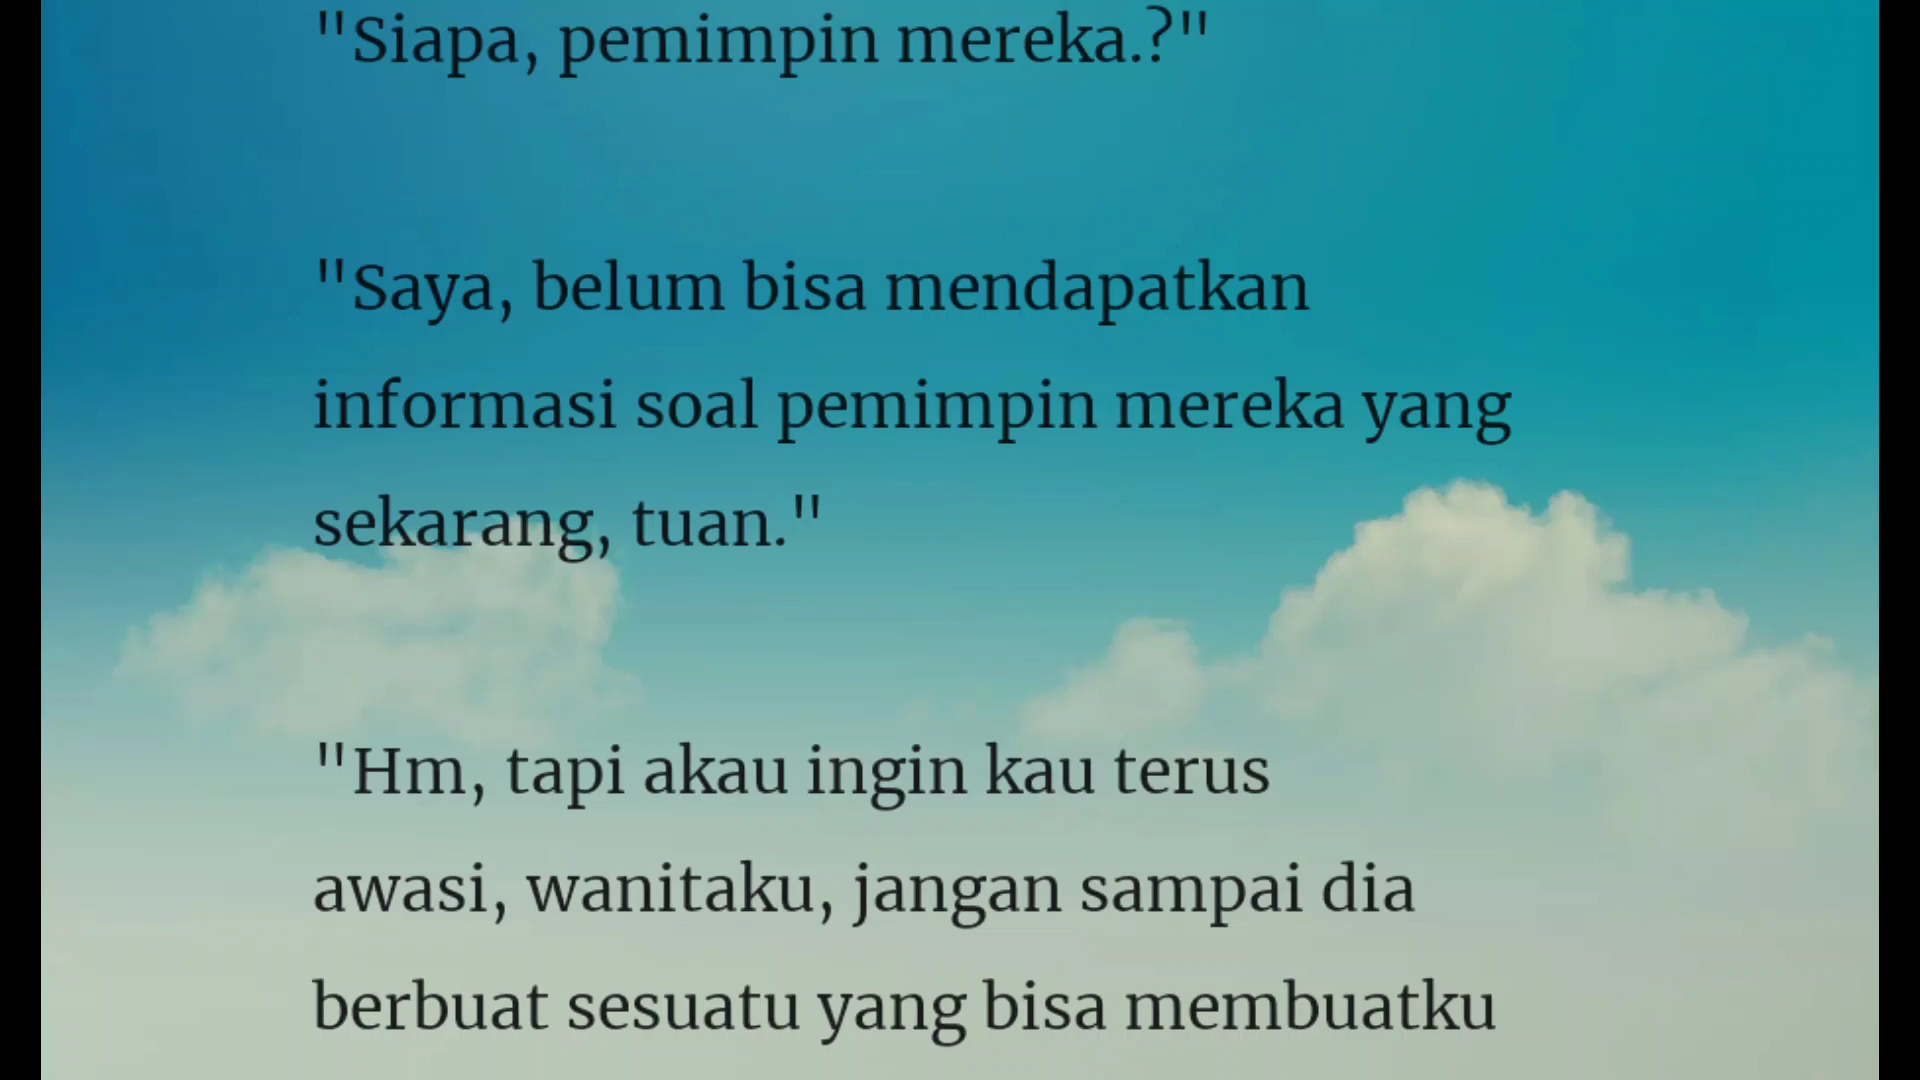 "Siapa, pemimpin mereka.?"
"Saya, belum bisa mendapatkan
informasi soal pemimpin mereka yang
sekarang, tuan."
"Hm, tapi akau ingin kau terus
awasi, wanitaku, jangan sampai dia
berbuat sesuatu yang bisa membuatku